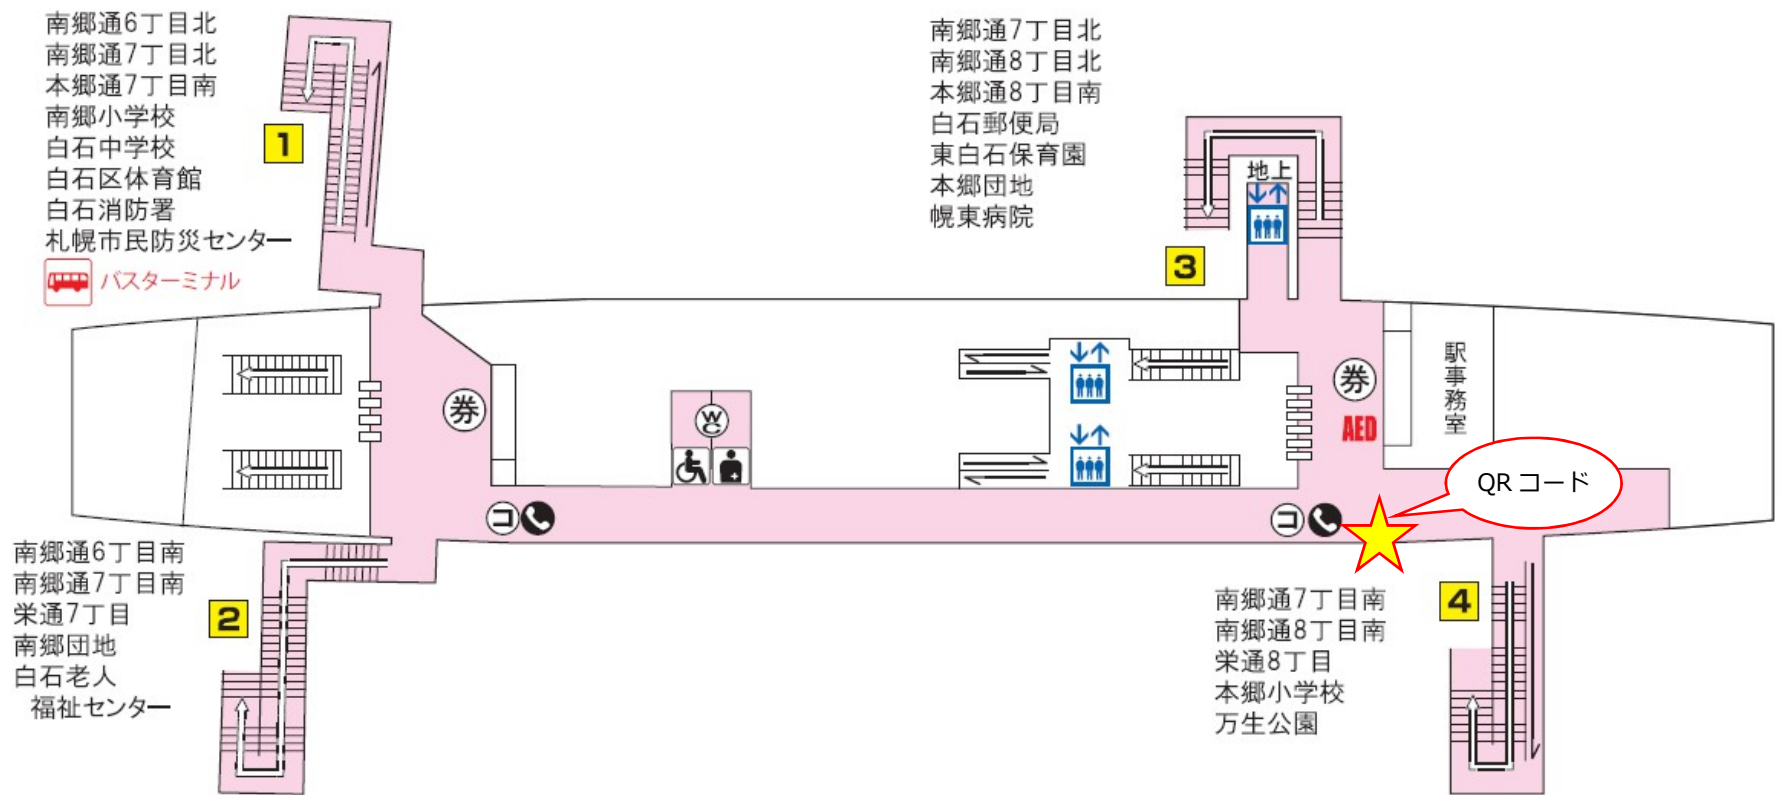 南郷通6丁目北
南郷通7丁目北
本郷通7丁目南
南郷小学校
白石中学校
白石区体育館
白石消防署
札幌市民防災センター
バスターミナル
1
南郷通7丁目北
南郷通8丁目北
本郷通8丁目南
白石郵便局
東白石保育園
本郷団地
幌東病院
3
地上
券
WC
券
AED
駅事務室
QRコード
コ
コ
南郷通6丁目南
南郷通7丁目南
栄通7丁目
南郷団地
白石老人
福祉センター
2
南郷通7丁目南
南郷通8丁目南
栄通8丁目
本郷小学校
万生公園
4